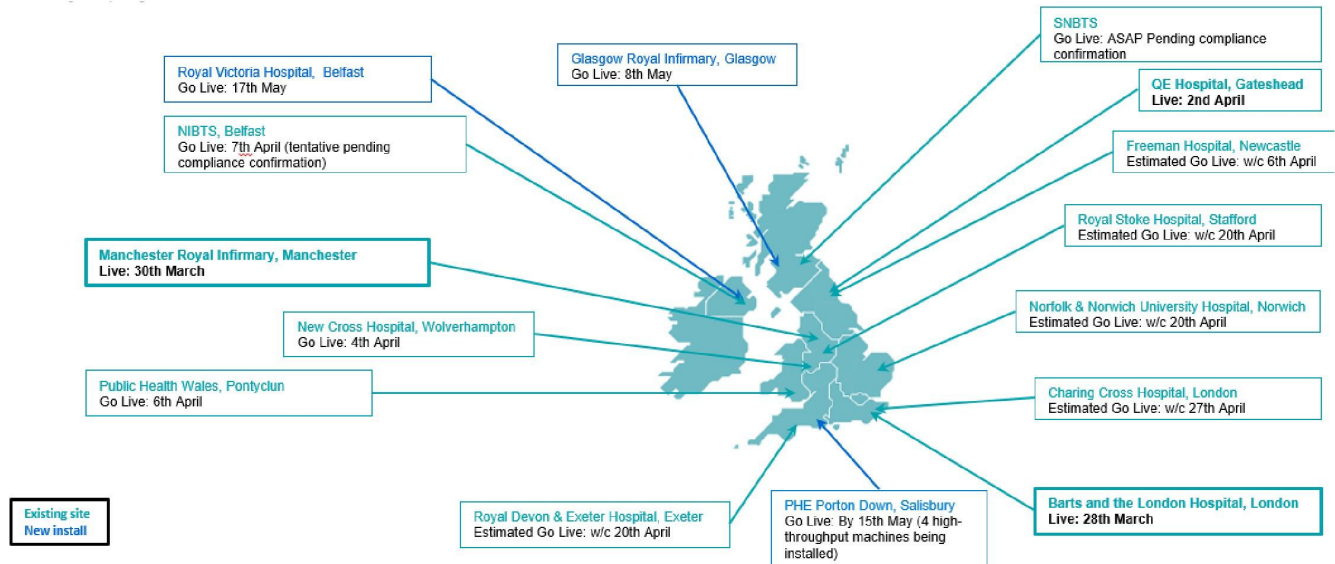 SNBTS
Go Live: ASAP Pending compliance
confirmation
Glasgow Royal Infirmary, Glasgow
Go Live: 8th May
Royal Victoria Hospital, Belfast
Go Live: 17th May
QE Hospital, Gateshead
Live: 2nd April
NIBTS, Belfast
Go Live: 7th April (tentative pending
compliance confirmation)
Freeman Hospital, Newcastle
Estimated Go Live: w/c 6th April
Royal Stoke Hospital, Stafford
Estimated Go Live: w/c 20th April
Manchester Royal Infirmary, Manchester
Live: 30th March
Norfolk & Norwich University Hospital, Norwich
Estimated Go Live: w/c 20th April
New Cross Hospital, Wolverhampton
Go Live: 4th April
Public Health Wales, Pontyclun
Go Live: 6th April
Charing Cross Hospital, London
Estimated Go Live: w/c 27th April
Barts and the London Hospital, London
Live: 28th March
PHE Porton Down, Salisbury
Go Live: By 15th May (4 high-
throughput machines being
installed)
Royal Devon & Exeter Hospital, Exeter
Estimated Go Live: w/c 20th April
Existing site
New install